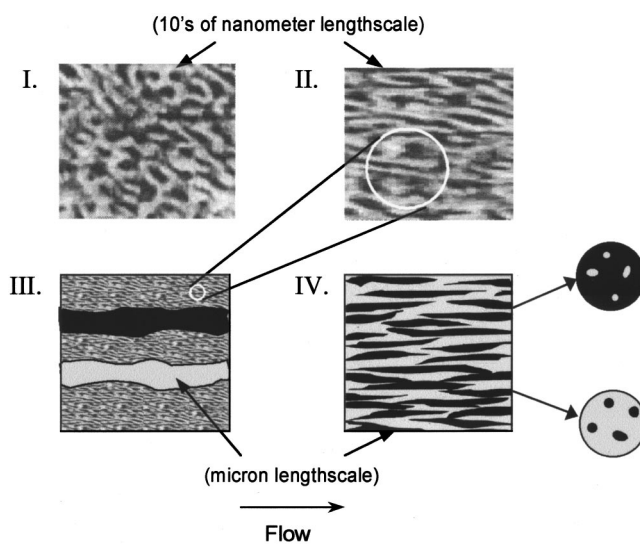 (10's of nanometer lengthscale)
I.
II.
III.
IV.
(micron lengthscale)
Flow